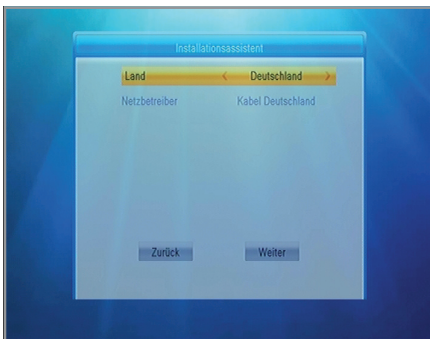 Installationsassistent
Land < Deutschland >
Netzbetreiber Kabel Deutschland
Zurück Weiter